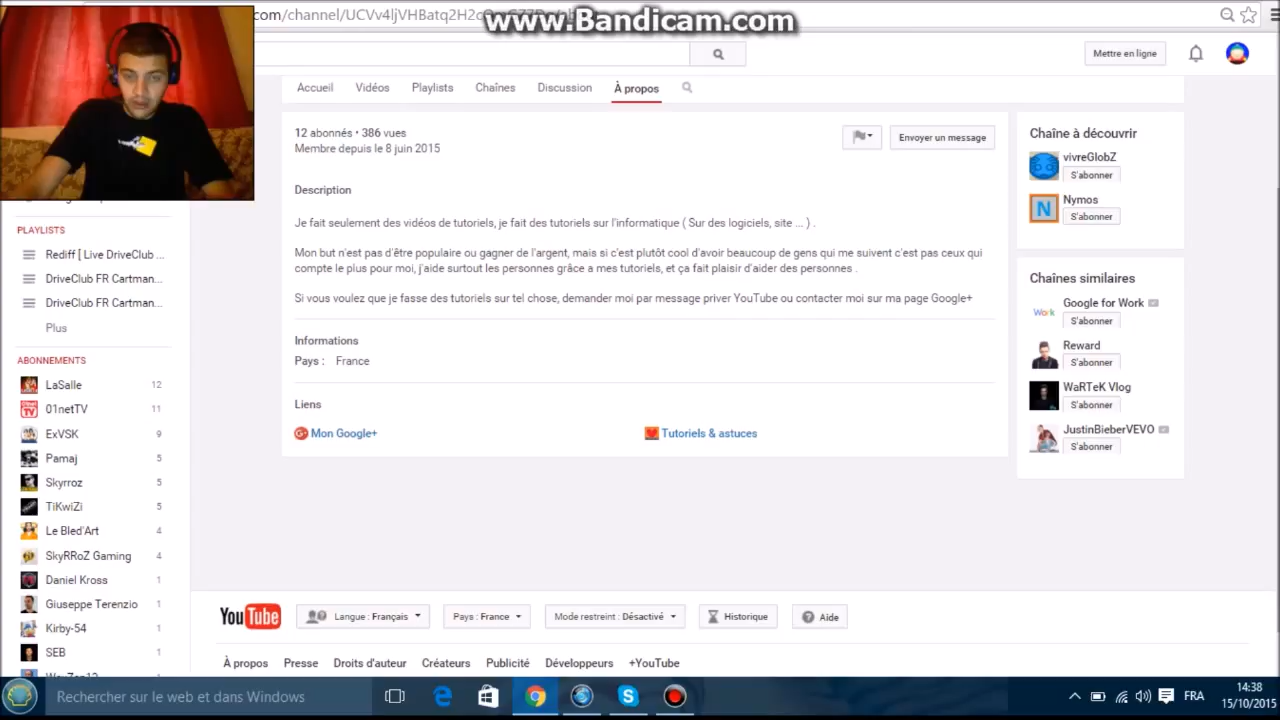 .com/channel/UCVv4ljVHBatq2H2c
www.Bandicam.com
Mettre en ligne
Accueil Vidéos Playlists Chaînes Discussion À propos
12 abonnés • 386 vues
Membre depuis le 8 juin 2015
Envoyer un message
Description
Je fait seulement des vidéos de tutoriels, je fait des tutoriels sur l'informatique ( Sur des logiciels, site ... ) .
Mon but n'est pas d'être populaire ou gagner de l'argent, mais si c'est plutôt cool d'avoir beaucoup de gens qui me suivent c'est pas ceux qui
compte le plus pour moi, j'aide surtout les personnes grâce a mes tutoriels, et ça fait plaisir d'aider des personnes .
Si vous voulez que je fasse des tutoriels sur tel chose, demander moi par message priver YouTube ou contacter moi sur ma page Google+
Informations
Pays : France
Liens
Mon Google+ Tutoriels & astuces
Chaîne à découvrir
vivreGlobZ
S'abonner
N
Nymos
S'abonner
Chaînes similaires
Work
Google for Work
S'abonner
Reward
S'abonner
WaRTeK Vlog
S'abonner
JustinBieberVEVO
S'abonner
PLAYLISTS
Rediff [ Live DriveClub ...
DriveClub FR Cartman...
DriveClub FR Cartman...
Plus
ABONNEMENTS
LaSalle 12
01netTV 11
ExVSK 9
Pamaj 5
Skyrroz 5
TiKwiZi 5
Le Bled'Art 4
SkyRRoZ Gaming 4
Daniel Kross 1
Giuseppe Terenzio 1
Kirby-54 1
SEB 1
YouTube Langue : Français Pays : France Mode restreint : Désactivé Historique Aide
À propos Presse Droits d'auteur Créateurs Publicité Développeurs +YouTube
Rechercher sur le web et dans Windows
FRA
14:38
15/10/2015